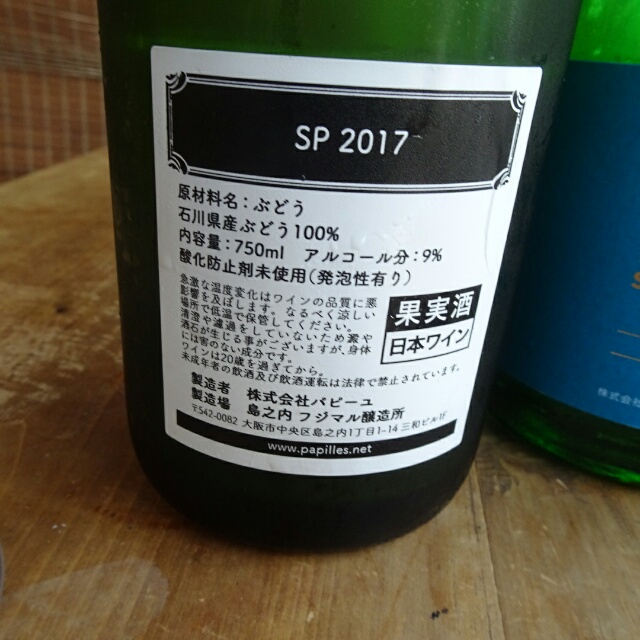 SP 2017
原材料名：ぶどう
石川県産ぶどう100%
内容量：750ml アルコール分：9%
酸化防止剤未使用(発泡性有り)
急激な温度変化はワインの品質に悪
影響を及ぼします。なるべく涼しい
場所で低温で保管してください。
清澄や濾過をしていないため澱や
酒石が生じる事がございますが、身体
には害のない成分です。
ワインは20歳を過ぎてから。
未成年者の飲酒及び飲酒運転は法律で禁止されています。
果実酒
日本ワイン
製造者 株式会社パピーユ
製造場 島之内 フジマル醸造所
〒542-0082 大阪市中央区島之内1丁目1-14 三和ビル1F
www.papilles.net
株式会社